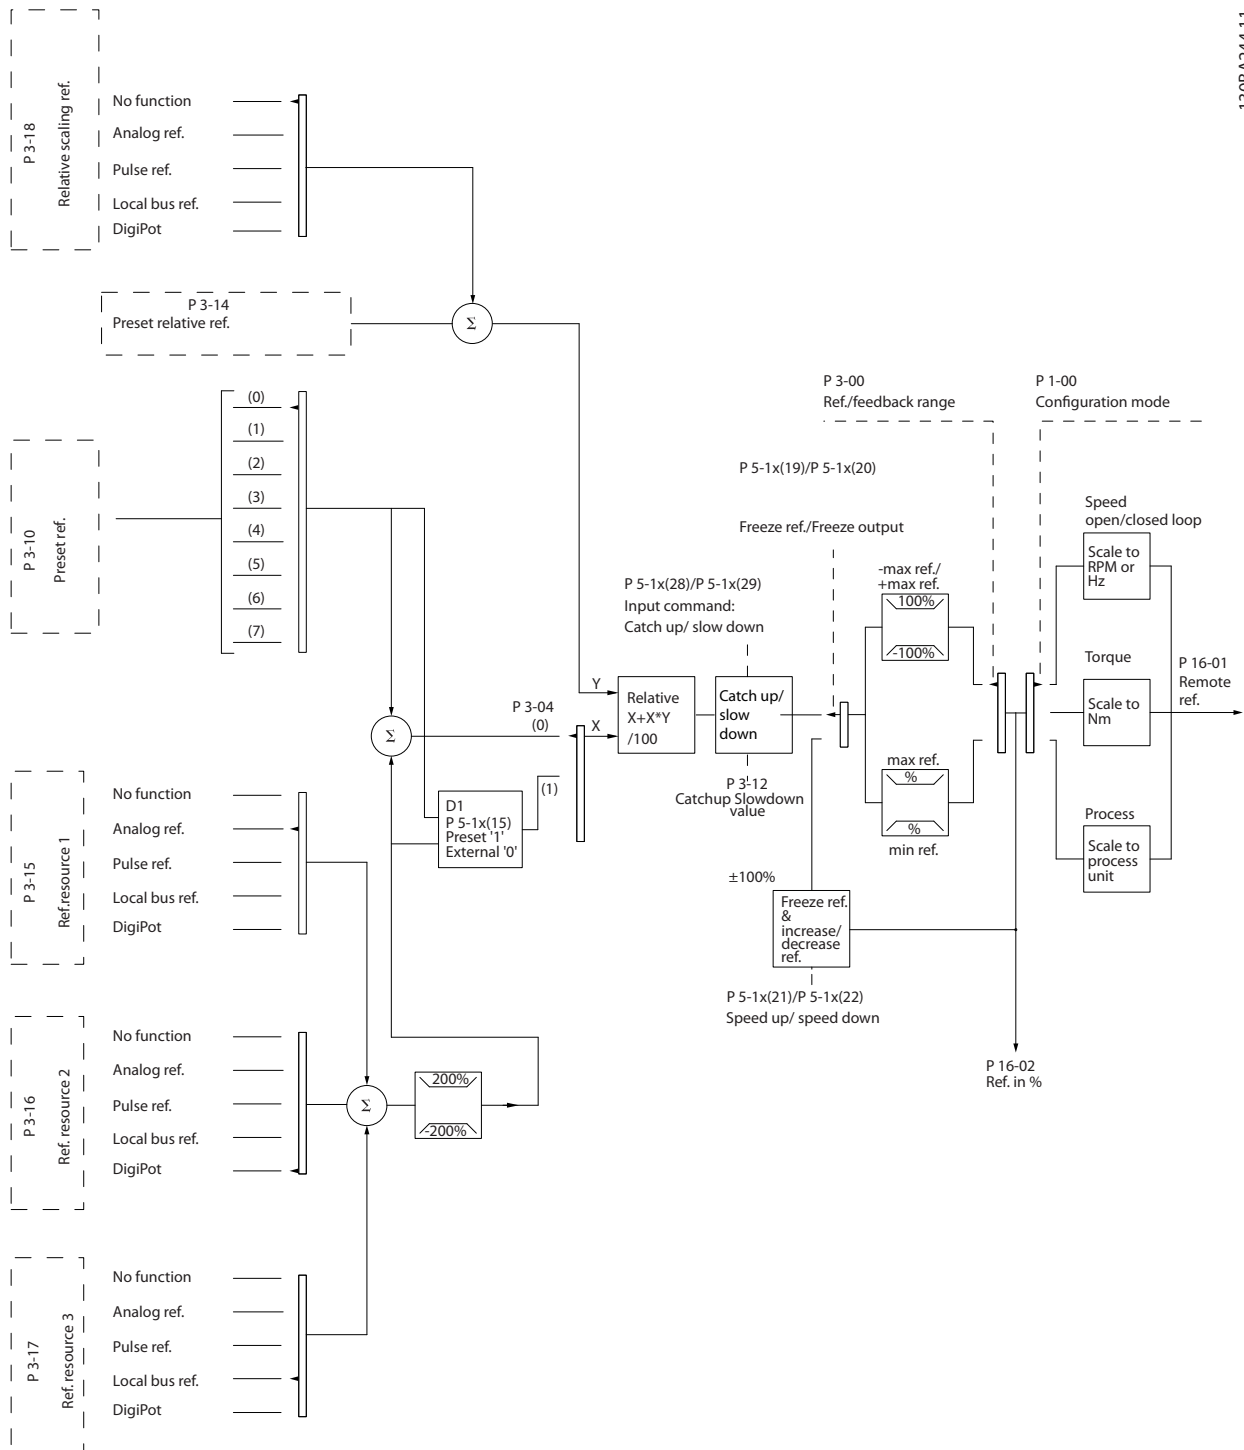 130BA244.11
P 3-18
Relative scaling ref.
No function
Analog ref.
Pulse ref.
Local bus ref.
DigiPot
P 3-14
Preset relative ref.
Σ
P 3-10
Preset ref.
(0)
(1)
(2)
(3)
(4)
(5)
(6)
(7)
P 3-00
Ref./feedback range
P 1-00
Configuration mode
P 5-1x(19)/P 5-1x(20)
Freeze ref./Freeze output
Speed
open/closed loop
Scale to
RPM or
Hz
-max ref./
+max ref.
100%
-100%
P 5-1x(28)/P 5-1x(29)
Input command:
Catch up/ slow down
Y
X
Relative
X+X*Y
/100
Catch up/
slow
down
P 3-12
Catchup Slowdown
value
P 3-04
(0)
(1)
Σ
Torque
Scale to
Nm
P 16-01
Remote
ref.
max ref.
%
%
min ref.
Process
Scale to
process
unit
D1
P 5-1x(15)
Preset '1'
External '0'
±100%
Freeze ref.
&
increase/
decrease
ref.
P 5-1x(21)/P 5-1x(22)
Speed up/ speed down
P 16-02
Ref. in %
P 3-15
Ref.resource 1
No function
Analog ref.
Pulse ref.
Local bus ref.
DigiPot
P 3-16
Ref. resource 2
No function
Analog ref.
Pulse ref.
Local bus ref.
DigiPot
Σ
200%
-200%
P 3-17
Ref. resource 3
No function
Analog ref.
Pulse ref.
Local bus ref.
DigiPot